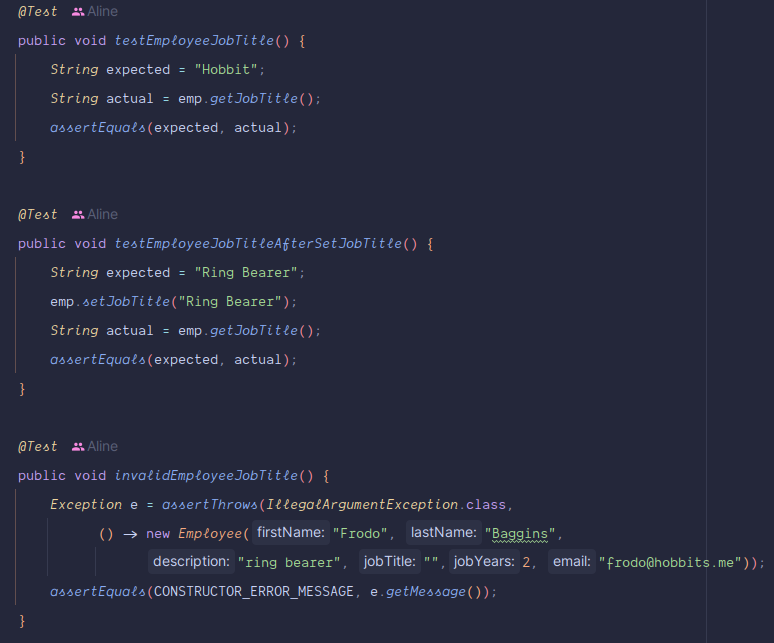 @Test Aline
public void testEmployeeJobTitle() {
String expected = "Hobbit";
String actual = emp.getJobTitle();
assertEquals(expected, actual);
}
@Test Aline
public void testEmployeeJobTitleAfterSetJobTitle() {
String expected = "Ring Bearer";
emp.setJobTitle("Ring Bearer");
String actual = emp.getJobTitle();
assertEquals(expected, actual);
}
@Test Aline
public void invalidEmployeeJobTitle() {
Exception e = assertThrows(IllegalArgumentException.class,
() → new Employee( firstName: "Frodo", lastName: "Baggins",
description: "ring bearer", jobTitle: "", jobYears: 2, email: "frodo@hobbits.me"));
assertEquals(CONSTRUCTOR_ERROR_MESSAGE, e.getMessage());
}